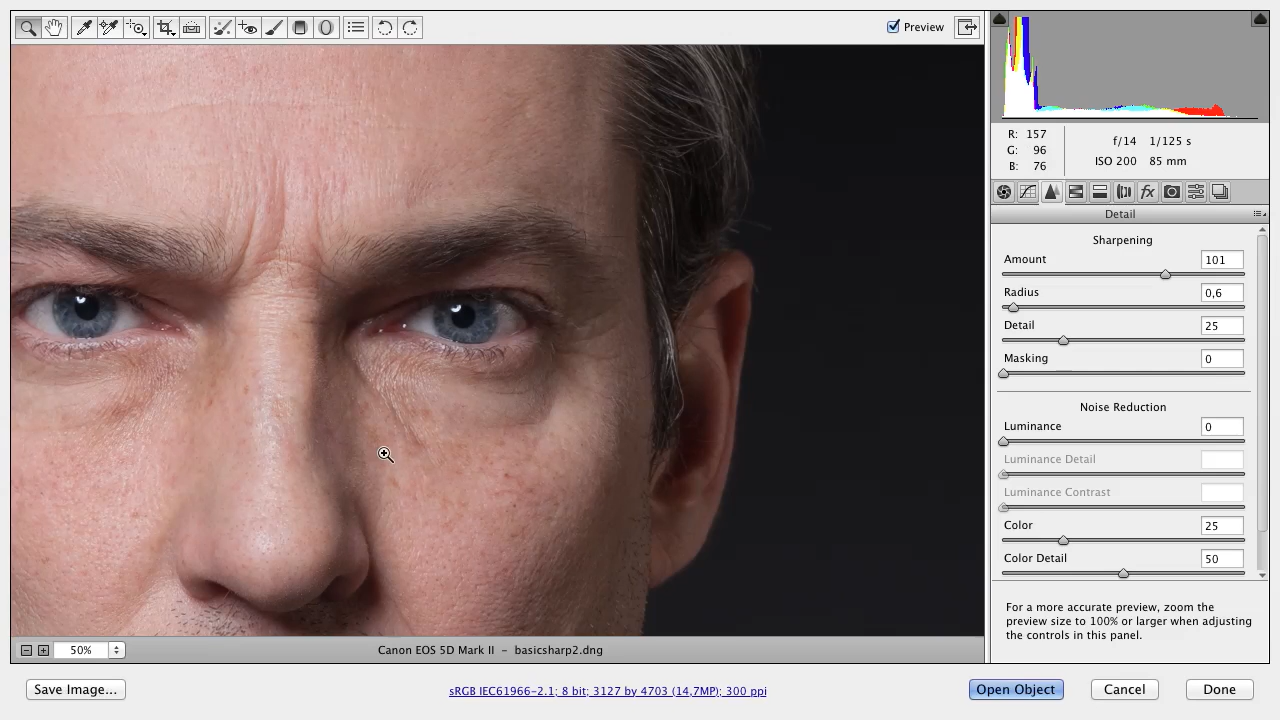 Preview
R: 157
G: 96
B: 76
f/14 1/125 s
ISO 200 85 mm
fx
Detail
Sharpening
Amount 101
Radius 0,6
Detail 25
Masking 0
Noise Reduction
Luminance 0
Luminance Detail
Luminance Contrast
Color 25
Color Detail 50
For a more accurate preview, zoom the
preview size to 100% or larger when adjusting
the controls in this panel.
50%
Canon EOS 5D Mark II – basicsharp2.dng
Save Image...
sRGB IEC61966-2.1; 8 bit; 3127 by 4703 (14,7MP); 300 ppi
Open Object
Cancel
Done